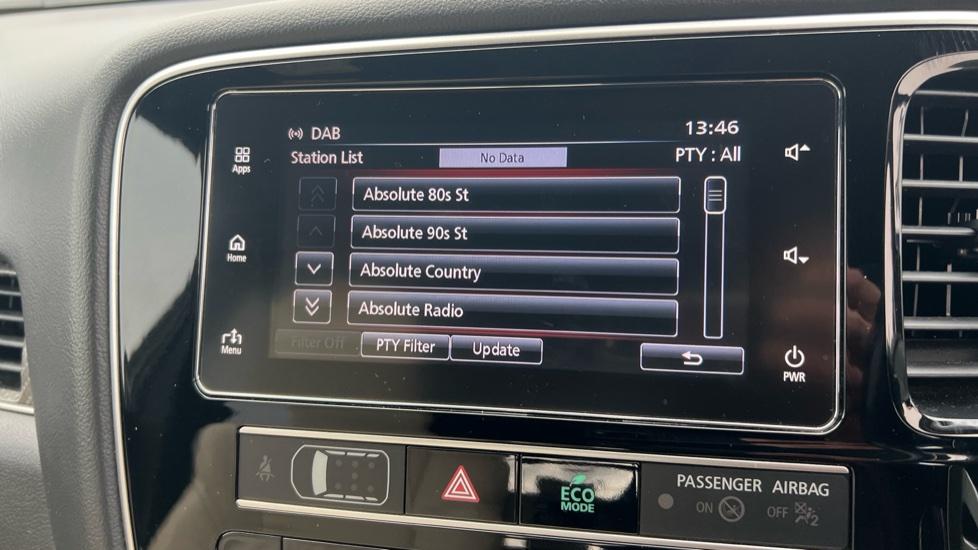 DAB
13:46
Station List
No Data
PTY : All
Apps
Absolute 80s St
Absolute 90s St
Home
Absolute Country
Absolute Radio
Menu
Filter Off
PTY Filter
Update
PWR
ECO
MODE
PASSENGER AIRBAG
ON
OFF
2